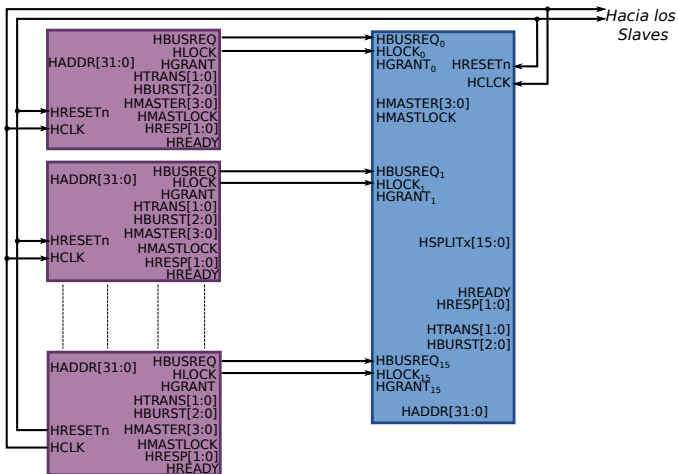 Hacia los
Slaves
HBUSREQ
HLOCK
HGRANT
HADDR[31:0]
HTRANS[1:0]
HBURST[2:0]
HMASTER[3:0]
HRESETn
HMASTLOCK
HCLK
HRESP[1:0]
HREADY
HBUSREQ
HLOCK
HADDR[31:0]
HGRANT
HTRANS[1:0]
HBURST[2:0]
HMASTER[3:0]
HRESETn
HMASTLOCK
HCLK
HRESP[1:0]
HREADY
HBUSREQ
HADDR[31:0]
HLOCK
HGRANT
HTRANS[1:0]
HBURST[2:0]
HRESETn
HMASTER[3:0]
HCLK
HMASTLOCK
HRESP[1:0]
HREADY
HBUSREQ0
HLOCK0
HGRANT0
HRESETn
HCLCK
HMASTER[3:0]
HMASTLOCK
HBUSREQ1
HLOCK1
HGRANT1
HSPLITx[15:0]
HREADY
HRESP[1:0]
HTRANS[1:0]
HBURST[2:0]
HBUSREQ15
HLOCK15
HGRANT15
HADDR[31:0]